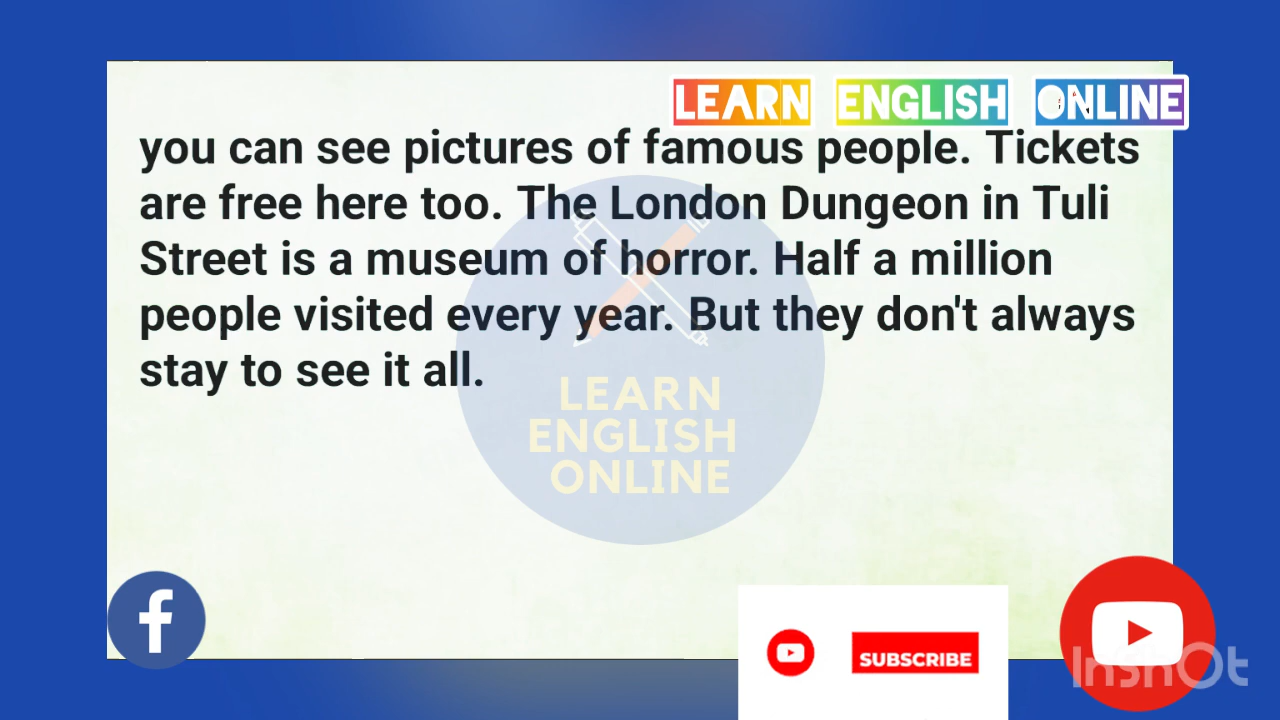 LEARN ENGLISH ONLINE
you can see pictures of famous people. Tickets
are free here too. The London Dungeon in Tuli
Street is a museum of horror. Half a million
people visited every year. But they don't always
stay to see it all.
LEARN
ENGLISH
ONLINE
f
SUBSCRIBE
InShOt